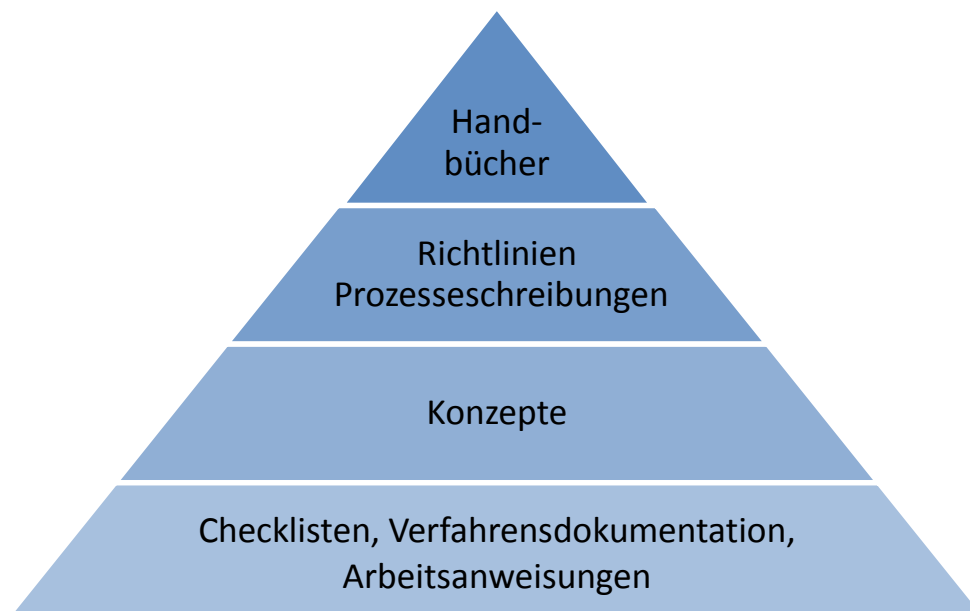 Hand-
bücher
Richtlinien
Prozesseschreibungen
Konzepte
Checklisten, Verfahrensdokumentation,
Arbeitsanweisungen